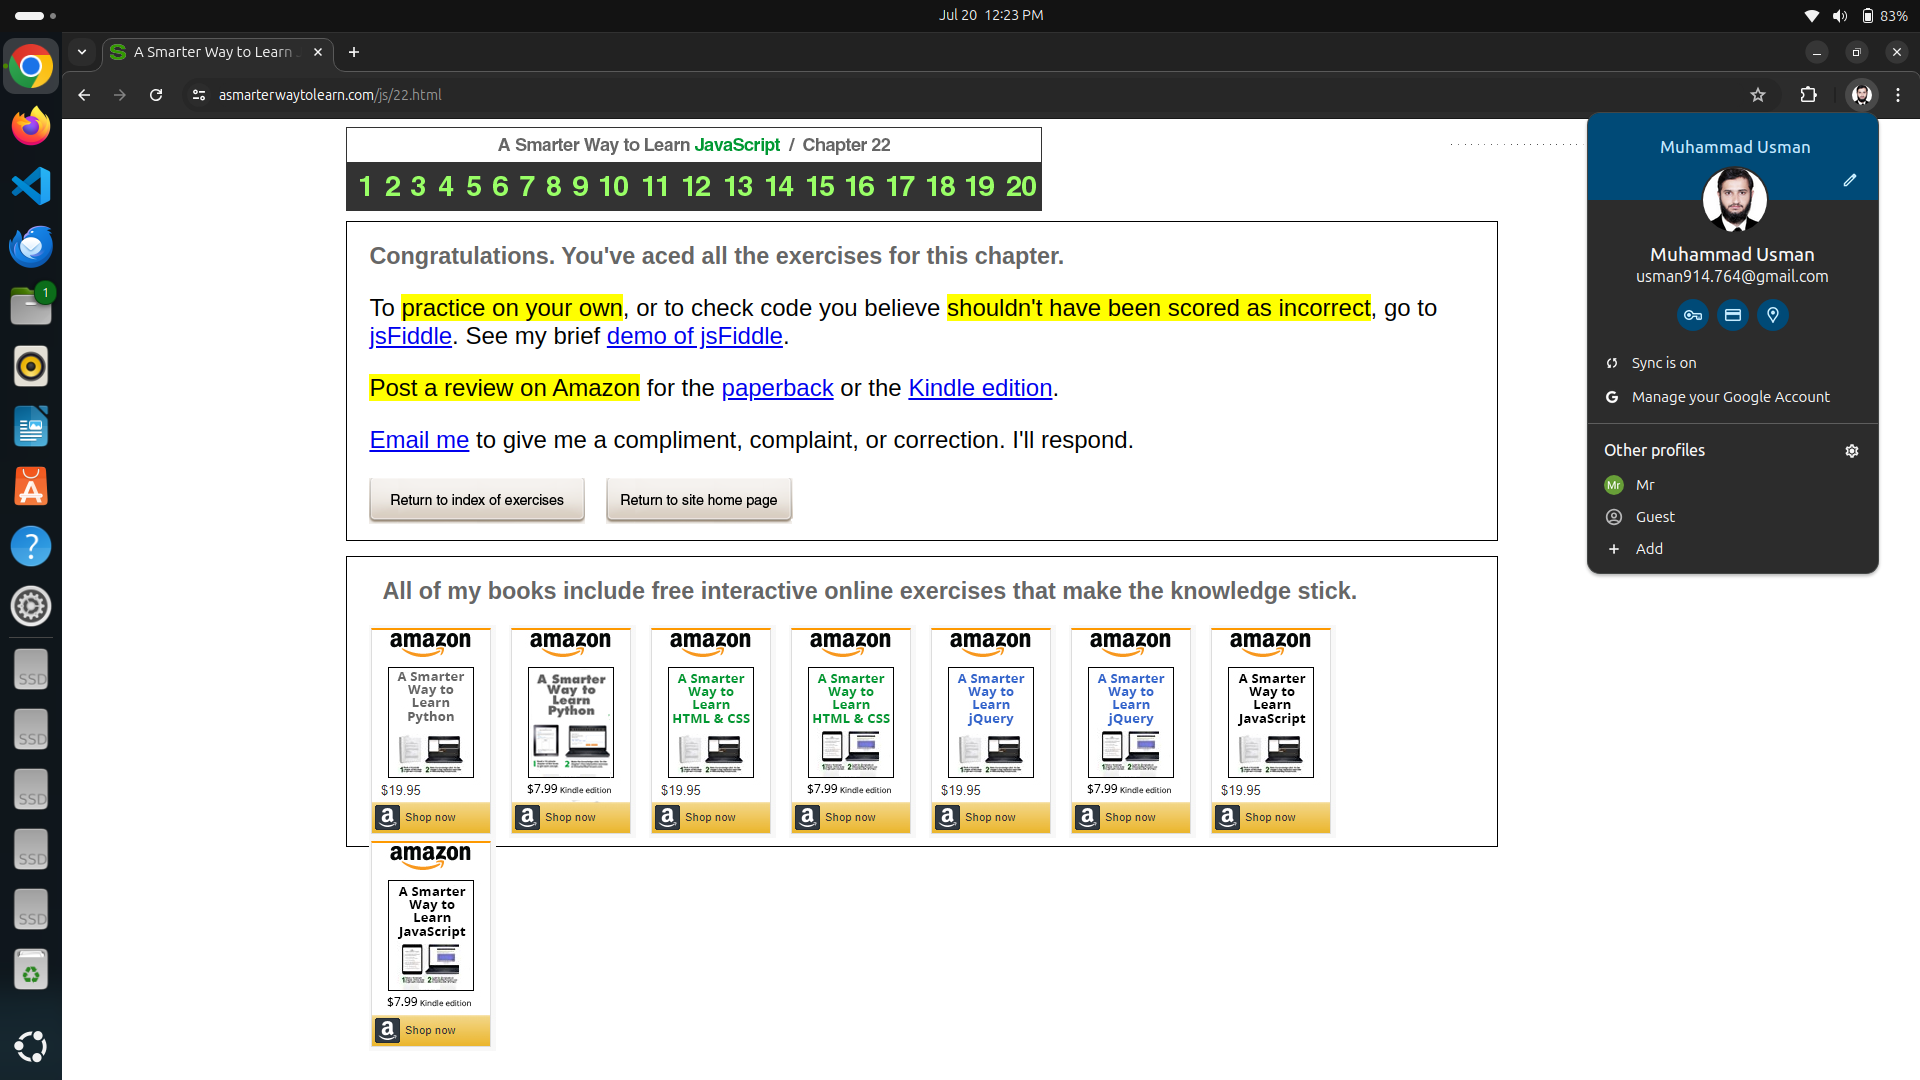 Jul 20 12:23 PM
83%
A Smarter Way to Learn
asmarterwaytolearn.com/js/22.html
A Smarter Way to Learn JavaScript / Chapter 22
1 2 3 4 5 6 7 8 9 10 11 12 13 14 15 16 17 18 19 20
Congratulations. You've aced all the exercises for this chapter.
To practice on your own, or to check code you believe shouldn't have been scored as incorrect, go to
jsFiddle. See my brief demo of jsFiddle.
Post a review on Amazon for the paperback or the Kindle edition.
Email me to give me a compliment, complaint, or correction. I'll respond.
Return to index of exercises
Return to site home page
All of my books include free interactive online exercises that make the knowledge stick.
amazon
A Smarter
Way to
Learn
Python
$19.95
a Shop now
amazon
A Smarter
Way to
Learn
Python
$7.99 Kindle edition
a Shop now
amazon
A Smarter
Way to
Learn
HTML & CSS
$19.95
a Shop now
amazon
A Smarter
Way to
Learn
HTML & CSS
$7.99 Kindle edition
a Shop now
amazon
A Smarter
Way to
Learn
jQuery
$19.95
a Shop now
amazon
A Smarter
Way to
Learn
jQuery
$7.99 Kindle edition
a Shop now
amazon
A Smarter
Way to
Learn
JavaScript
$19.95
a Shop now
amazon
A Smarter
Way to
Learn
JavaScript
$7.99 Kindle edition
a Shop now
Muhammad Usman
Muhammad Usman
usman914.764@gmail.com
Sync is on
G Manage your Google Account
Other profiles
Mr Mr
Guest
Add
1
?
SSD
SSD
SSD
SSD
SSD